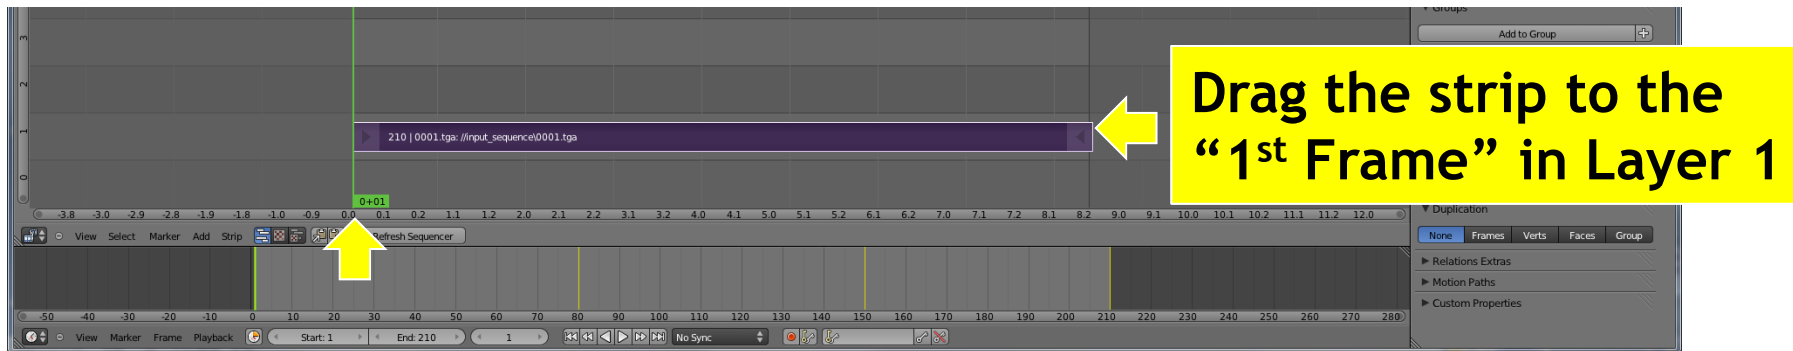 Groups
Add to Group
3
2
1
0
210 | 0001.tga: //input_sequence\0001.tga
Drag the strip to the
“1st Frame” in Layer 1
0+01
-3.8 -3.0 -2.9 -2.8 -1.9 -1.8 -1.0 -0.9 0.0 0.1 0.2 1.1 1.2 2.0 2.1 2.2 3.1 3.2 4.0 4.1 5.0 5.1 5.2 6.1 6.2 7.0 7.1 7.2 8.1 8.2 9.0 9.1 10.0 10.1 10.2 11.1 11.2 12.0
Duplication
View Select Marker Add Strip Refresh Sequencer
None Frames Verts Faces Group
Relations Extras
Motion Paths
Custom Properties
-50 -40 -30 -20 -10 0 10 20 30 40 50 60 70 80 90 100 110 120 130 140 150 160 170 180 190 200 210 220 230 240 250 260 270 280
View Marker Frame Playback Start: 1 End: 210 1 No Sync